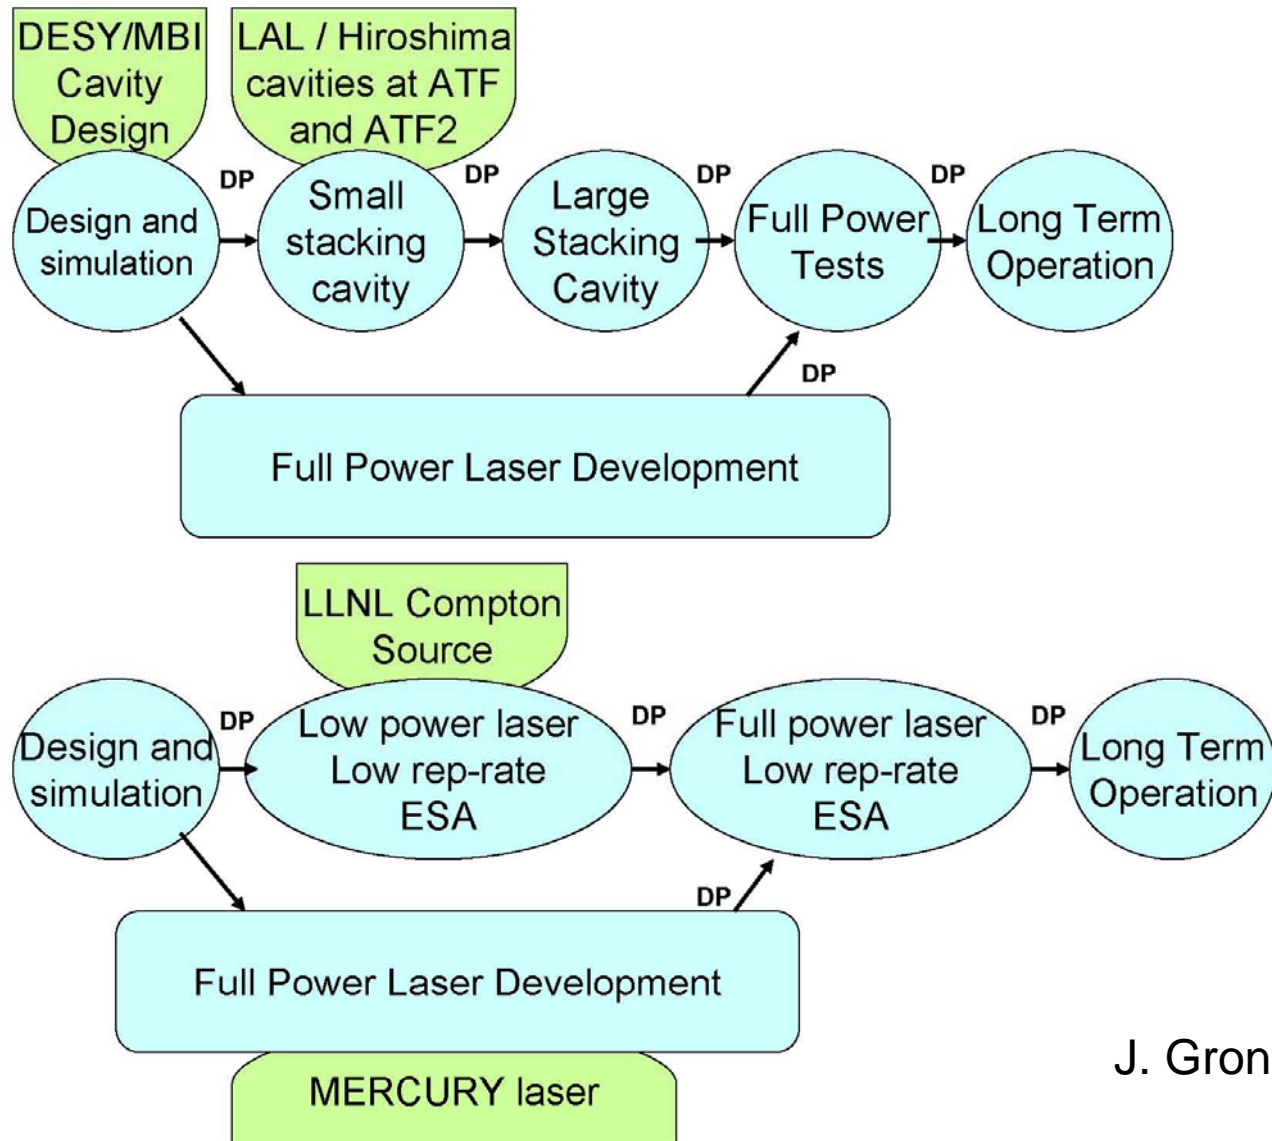 DESY/MBI
Cavity
Design
LAL / Hiroshima
cavities at ATF
and ATF2
Design and
simulation
DP
Small
stacking
cavity
DP
Large
Stacking
Cavity
DP
Full Power
Tests
DP
Long Term
Operation
DP
Full Power Laser Development
LLNL Compton
Source
Design and
simulation
DP
Low power laser
Low rep-rate
ESA
DP
Full power laser
Low rep-rate
ESA
DP
Long Term
Operation
DP
Full Power Laser Development
MERCURY laser
J. Gron